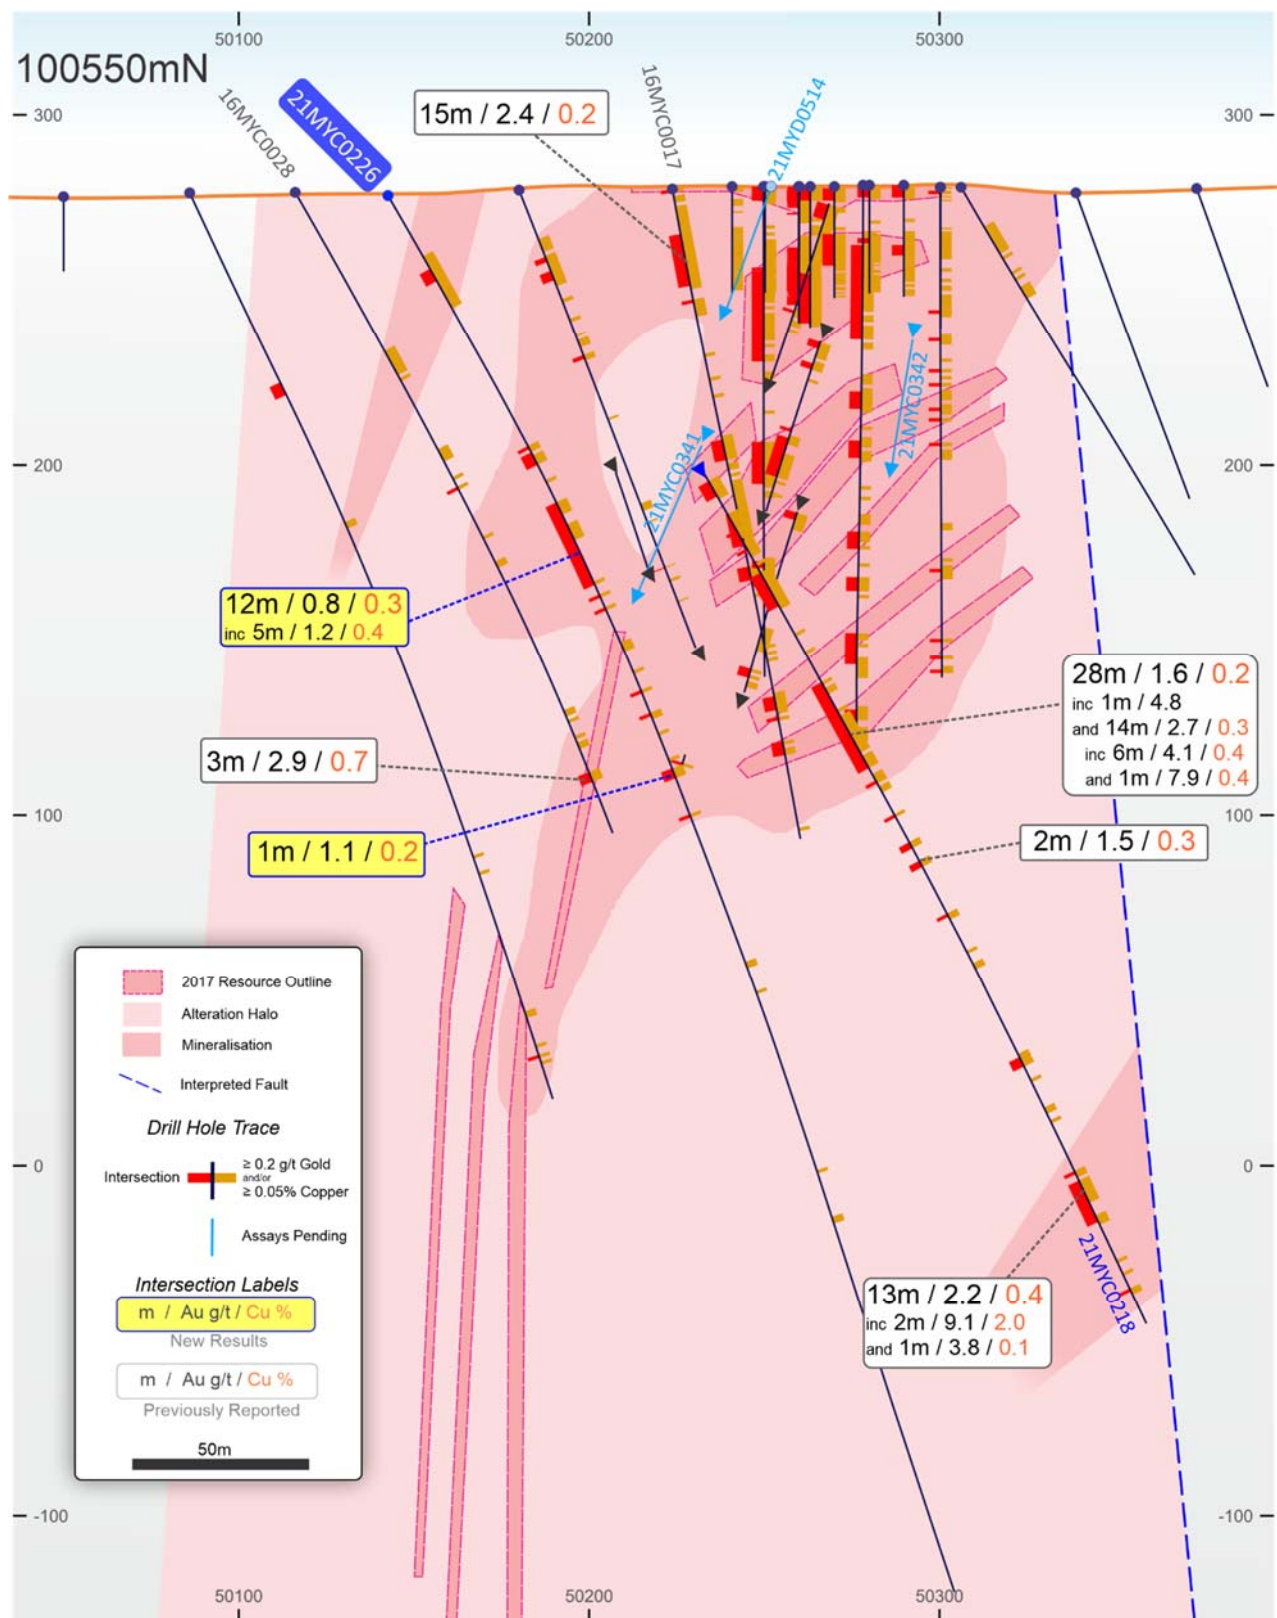 50100
50200
50300
100550mN
300
300
16MYC0028
21MYC0226
15m / 2.4 / 0.2
16MYC0017
21MYD0514
21MYC0342
200
200
21MYC0341
12m / 0.8 / 0.3
inc 5m / 1.2 / 0.4
28m / 1.6 / 0.2
inc 1m / 4.8
and 14m / 2.7 / 0.3
inc 6m / 4.1 / 0.4
and 1m / 7.9 / 0.4
3m / 2.9 / 0.7
100
100
1m / 1.1 / 0.2
2m / 1.5 / 0.3
2017 Resource Outline
Alteration Halo
Mineralisation
Interpreted Fault
Drill Hole Trace
Intersection
≥ 0.2 g/t Gold
and/or
≥ 0.05% Copper
Assays Pending
Intersection Labels
m / Au g/t / Cu %
New Results
m / Au g/t / Cu %
Previously Reported
50m
0
0
21MYC0218
13m / 2.2 / 0.4
inc 2m / 9.1 / 2.0
and 1m / 3.8 / 0.1
-100
-100
50100
50200
50300